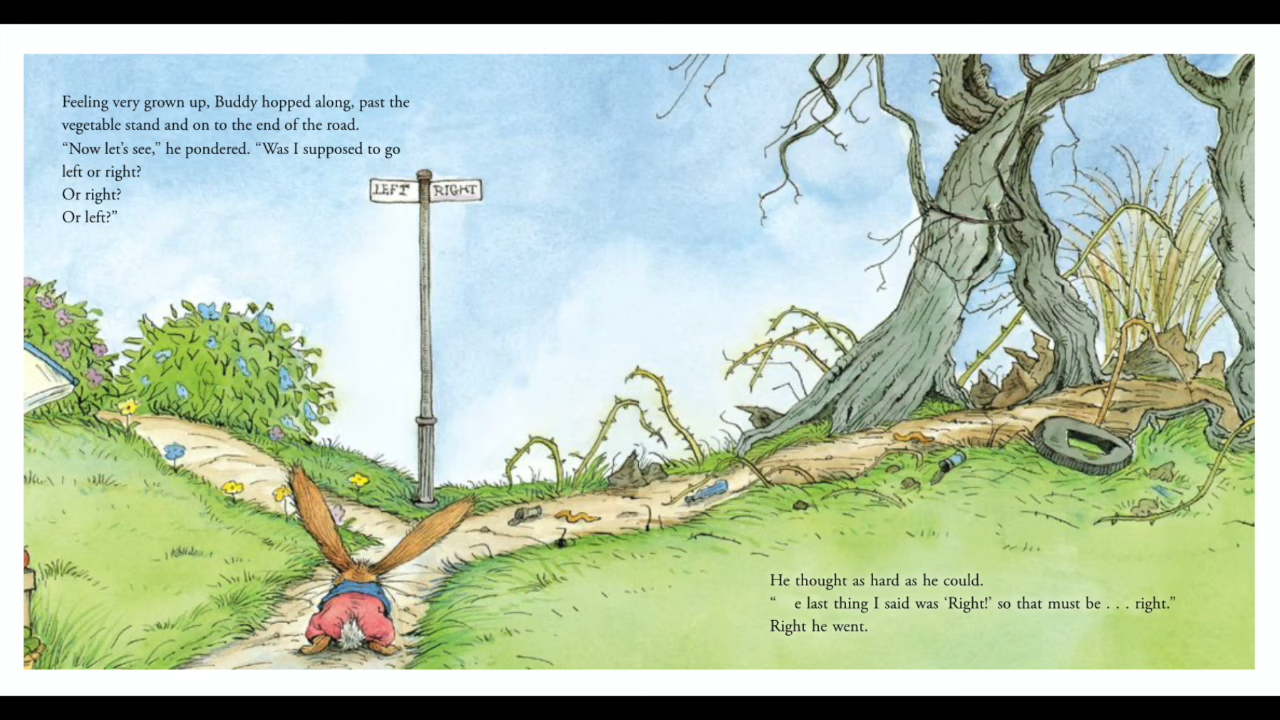 Feeling very grown up, Buddy hopped along, past the
vegetable stand and on to the end of the road.
“Now let’s see,” he pondered. “Was I supposed to go
left or right?
Or right?
Or left?”
LEFT RIGHT
He thought as hard as he could.
“ e last thing I said was ‘Right!’ so that must be . . . right.”
Right he went.